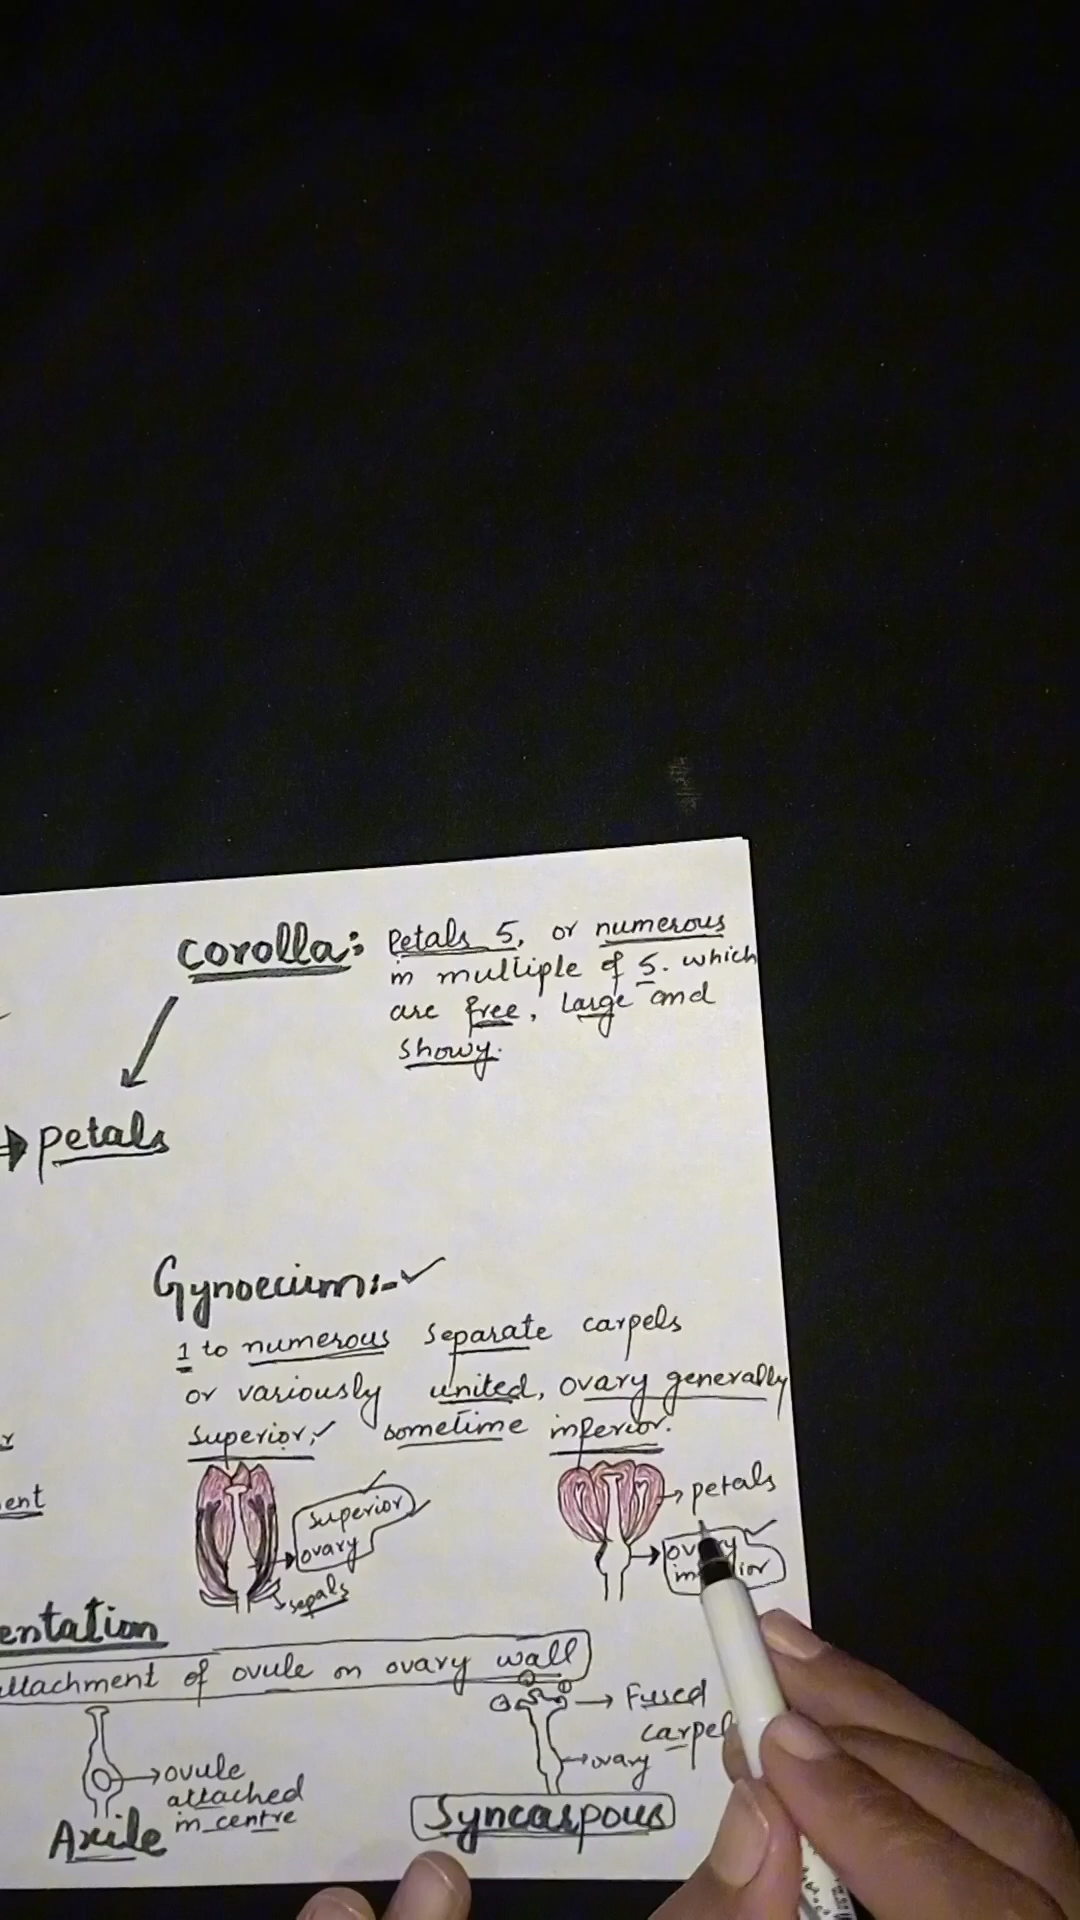 corolla:
Petals 5, or numerous
in multiple of 5. which
are free, large and
showy.
petals
Gynoecium:-
1 to numerous separate carpels
or variously united, ovary generally
superior, sometime inferior.
superior
ovary
sepals
petals
ent
entation
attachment of ovule on ovary wall
ovule
attached
in centre
Axile
Fused
carpel
ovary
Syncarpous